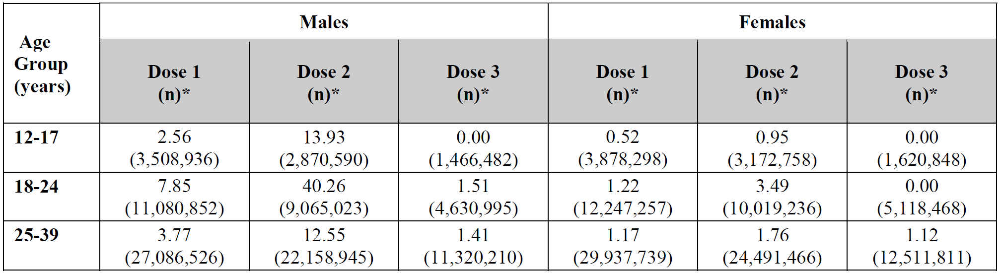 Males Females
Age
Group
(years)
Dose 1 Dose 2 Dose 3 Dose 1 Dose 2 Dose 3
(n)* (n)* (n)* (n)* (n)* (n)*
12-17 2.56 13.93 0.00 0.52 0.95 0.00
(3,508,936) (2,870,590) (1,466,482) (3,878,298) (3,172,758) (1,620,848)
18-24 7.85 40.26 1.51 1.22 3.49 0.00
(11,080,852) (9,065,023) (4,630,995) (12,247,257) (10,019,236) (5,118,468)
25-39 3.77 12.55 1.41 1.17 1.76 1.12
(27,086,526) (22,158,945) (11,320,210) (29,937,739) (24,491,466) (12,511,811)